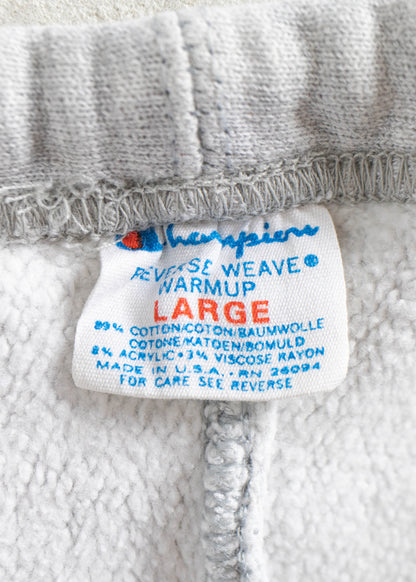 Champion
REVERSE WEAVE®
WARMUP
LARGE
89% COTTON/COTON/BAUMWOLLE
COTONE/KATOEN/BOMULD
8% ACRYLIC • 3% VISCOSE RAYON
MADE IN U.S.A. • RN 26094
FOR CARE SEE REVERSE